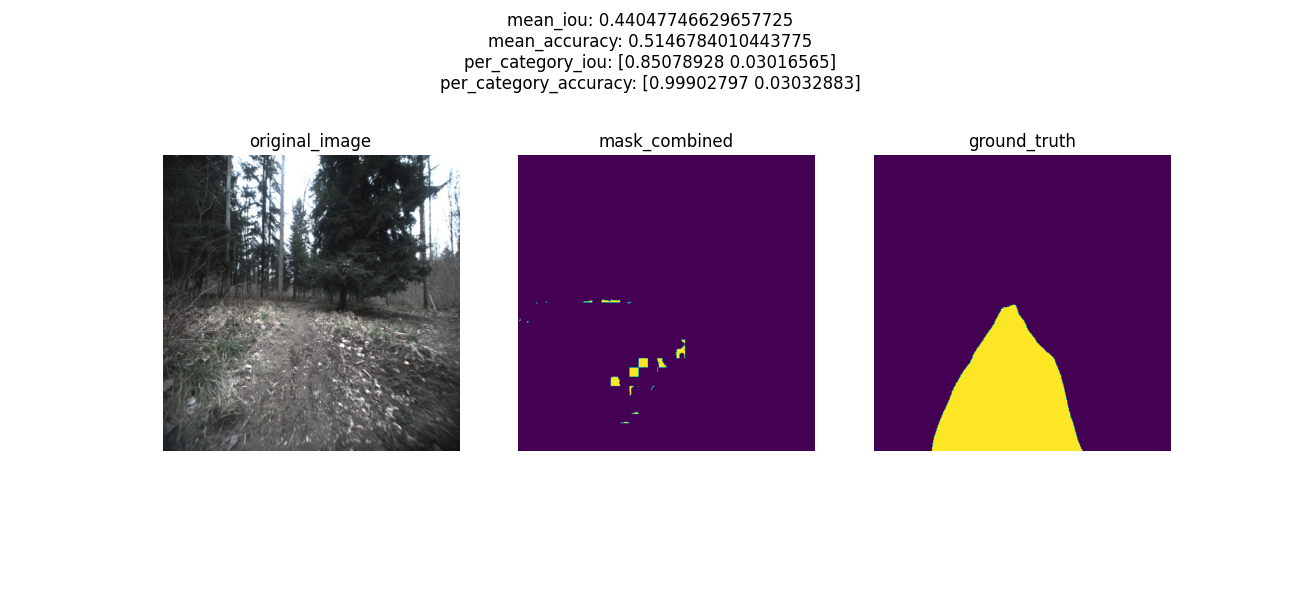 mean_iou: 0.44047746629657725
mean_accuracy: 0.5146784010443775
per_category_iou: [0.85078928 0.03016565]
per_category_accuracy: [0.99902797 0.03032883]
original_image
mask_combined
ground_truth